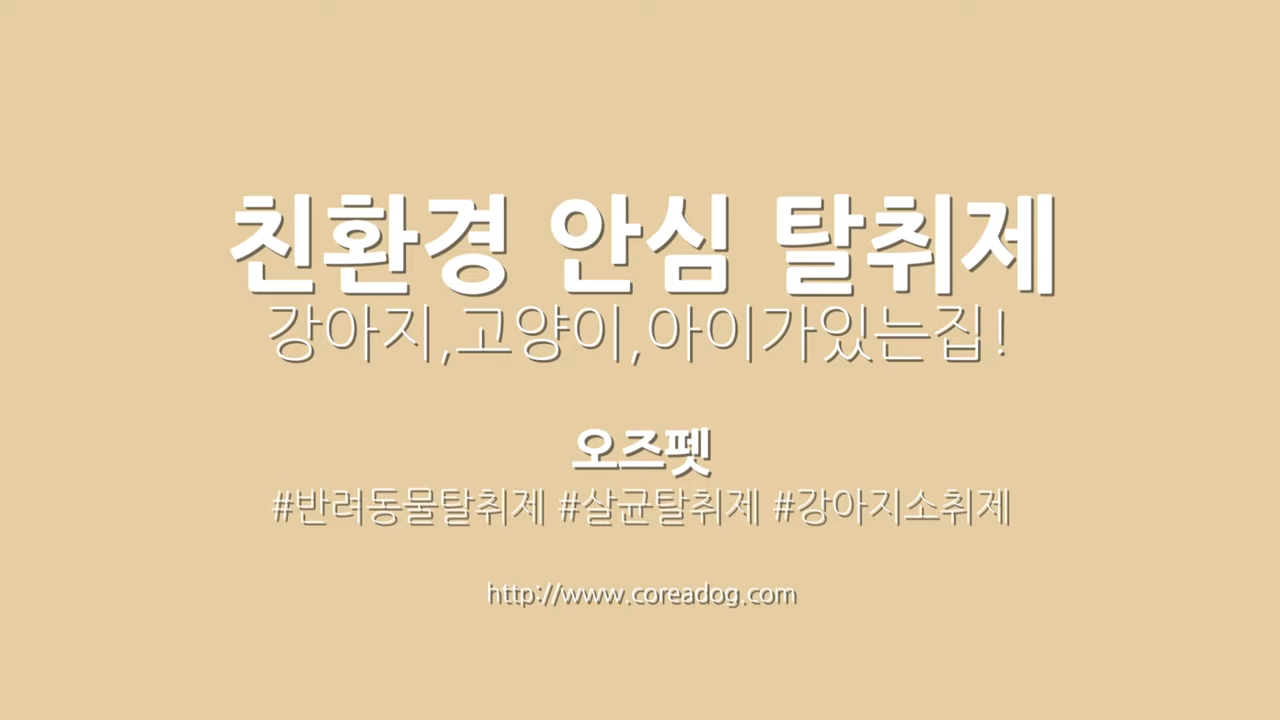 친환경 안심 탈취제
강아지,고양이,아이가있는집!
오즈펫
#반려동물탈취제 #살균탈취제 #강아지소취제
http://www.coreadog.com